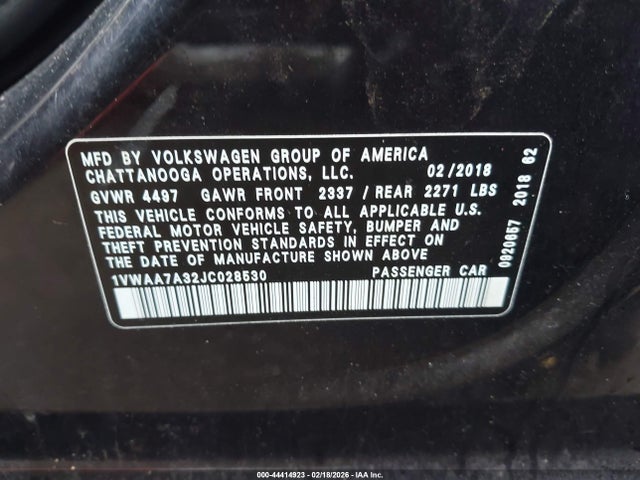 MFD BY VOLKSWAGEN GROUP OF AMERICA
CHATTANOOGA OPERATIONS, LLC. 02/2018
GVWR 4497 GAWR FRONT 2337 / REAR 2271 LBS
THIS VEHICLE CONFORMS TO ALL APPLICABLE U.S.
FEDERAL MOTOR VEHICLE SAFETY, BUMPER AND
THEFT PREVENTION STANDARDS IN EFFECT ON
THE DATE OF MANUFACTURE SHOWN ABOVE
1VWAA7A32JC028530 PASSENGER CAR
0920657 2018 62
000-44414923 | 02/18/2026 - IAA Inc.